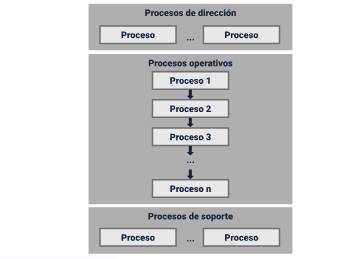 Procesos de dirección
Proceso ... Proceso
Procesos operativos
Proceso 1
Proceso 2
Proceso 3
...
Proceso n
Procesos de soporte
Proceso ... Proceso